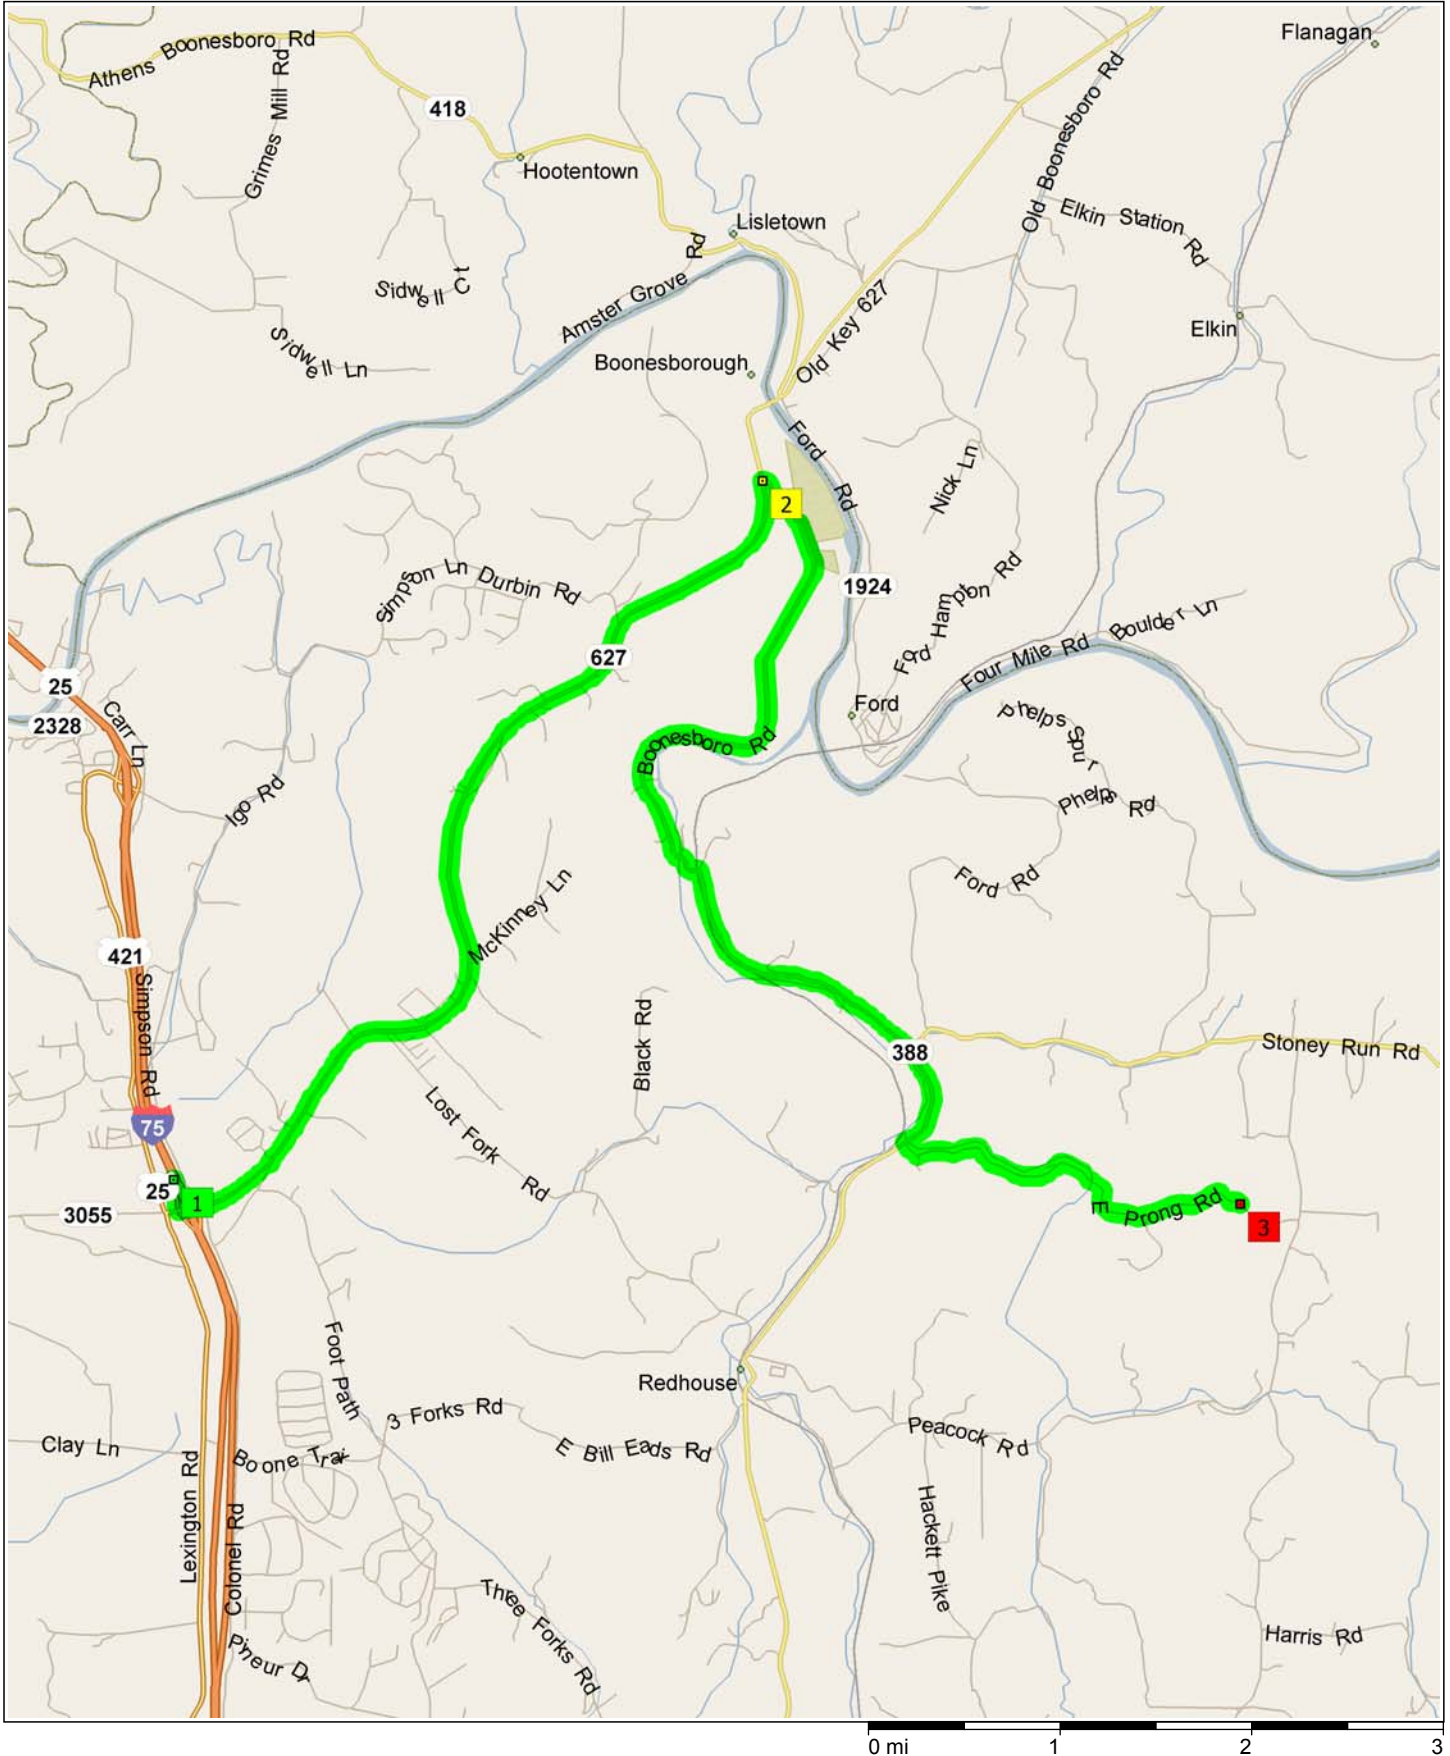 Flanagan
Athens Boonesboro Rd
Grimes Mill Rd
418
Old Boonesboro Rd
Hootentown
Elkin Station Rd
Lisletown
Amster Grove Rd
Sidwell Ct
Old Key 627
Elkin
Sidwell Ln
Boonesborough
Ford Rd
Nick Ln
2
Simpson Ln
Durbin Rd
1924
Ford Hampton Rd
Boulder Ln
627
Four Mile Rd
25
2328
Carr Ln
Ford
Phelps Spur
Boonesboro Rd
Igo Rd
Phelps Rd
Ford Rd
McKinney Ln
421
Simpson Rd
Black Rd
388
Stoney Run Rd
Lost Fork Rd
75
25
1
3055
E Prong Rd
3
Foot Path
Redhouse
3 Forks Rd
E Bill Eads Rd
Peacock Rd
Clay Ln
Boone Trai
Lexington Rd
Colonel Rd
Hackett Pike
Three Forks Rd
Harris Rd
Pineur Dr
0 mi 1 2 3